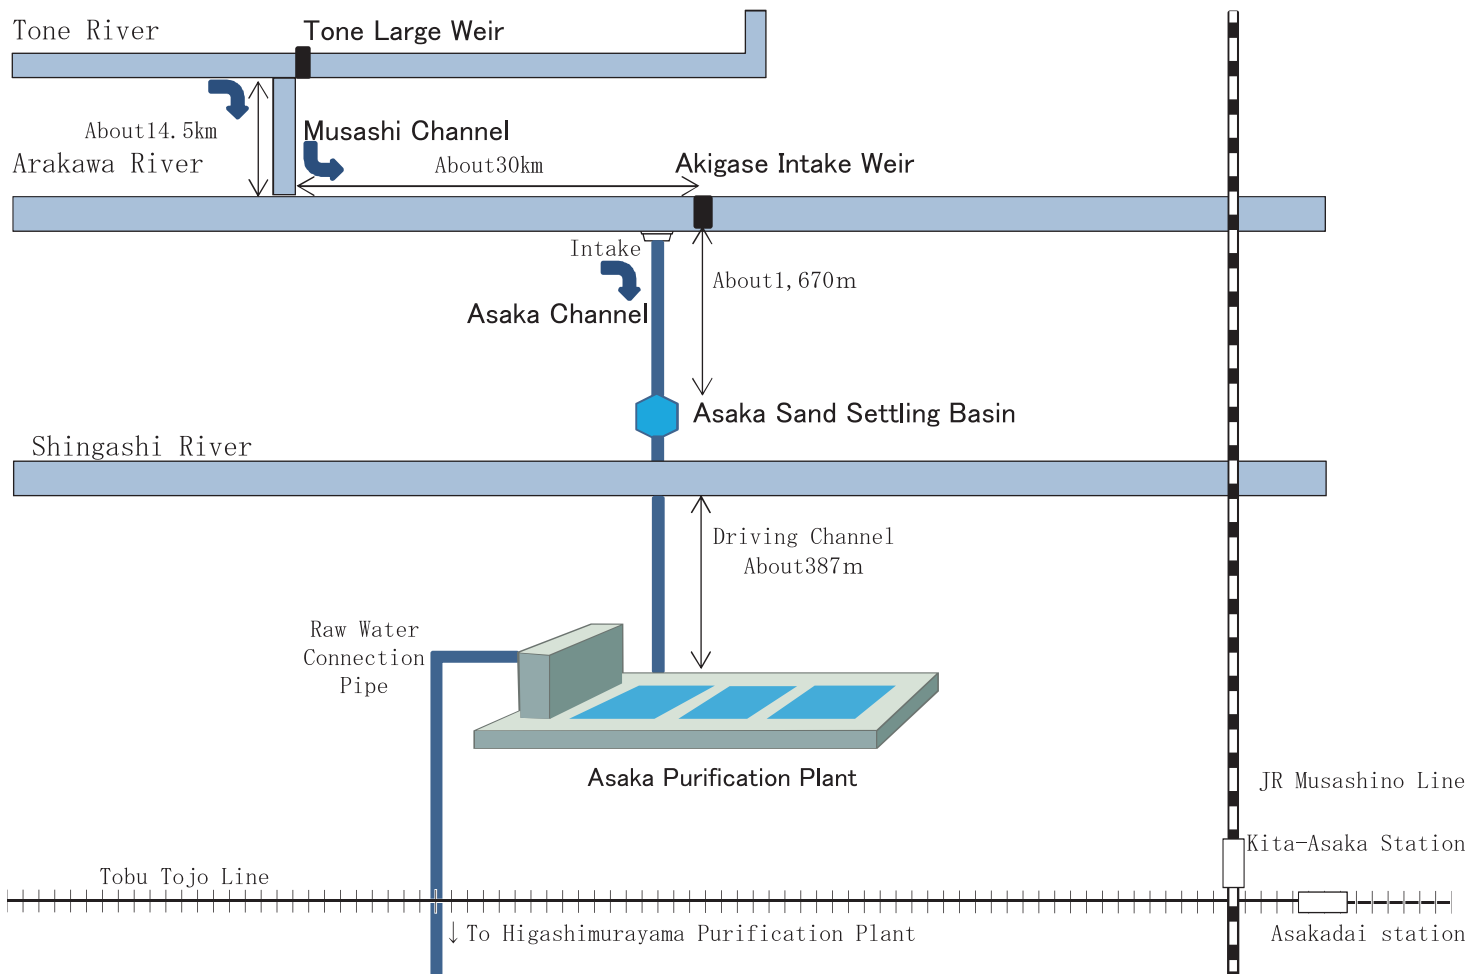 Tone River
Tone Large Weir
About14.5km
Musashi Channel
Arakawa River
About30km
Akigase Intake Weir
Intake
About1,670m
Asaka Channel
Asaka Sand Settling Basin
Shingashi River
Driving Channel
About387m
Raw Water
Connection
Pipe
Asaka Purification Plant
JR Musashino Line
Kita-Asaka Station
Tobu Tojo Line
↓To Higashimurayama Purification Plant
Asakadai station